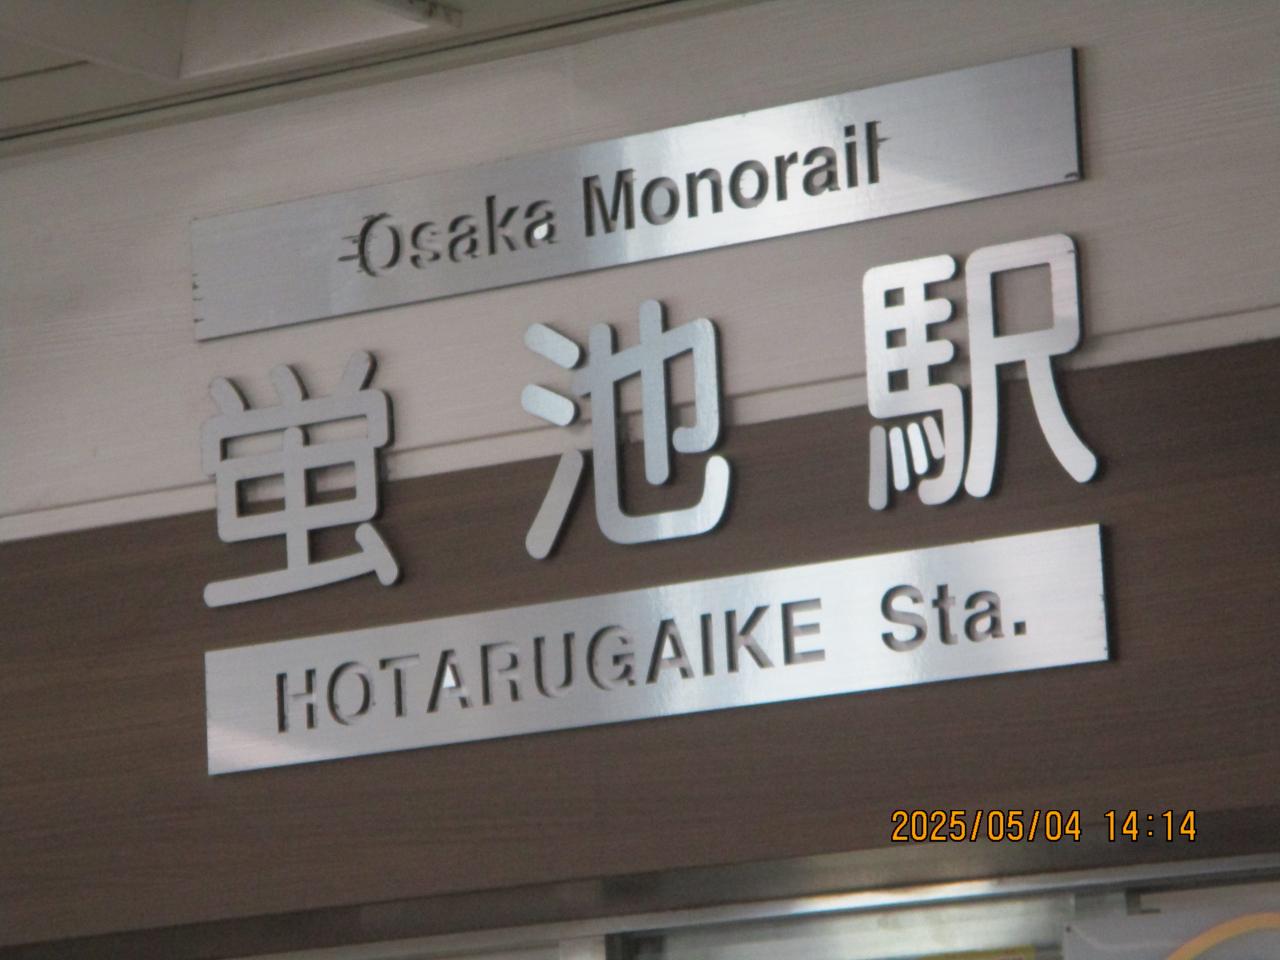 Osaka Monorail
蛍池駅
HOTARUGAIKE Sta.
2025/05/04 14:14